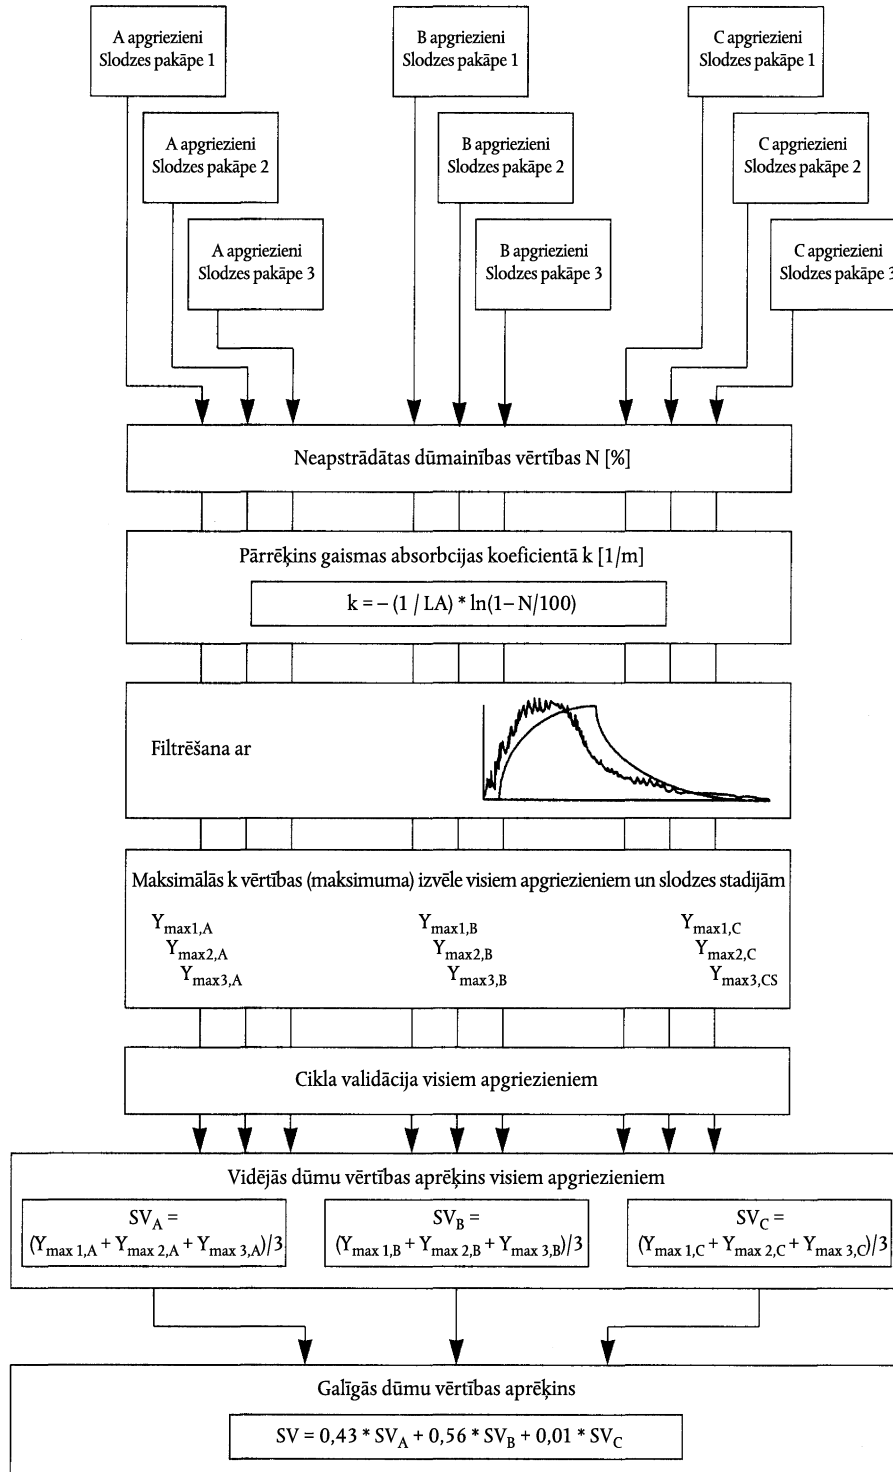 A apgriezieni
Slodzes pakāpe 1
B apgriezieni
Slodzes pakāpe 1
C apgriezieni
Slodzes pakāpe 1
A apgriezieni
Slodzes pakāpe 2
B apgriezieni
Slodzes pakāpe 2
C apgriezieni
Slodzes pakāpe 2
A apgriezieni
Slodzes pakāpe 3
B apgriezieni
Slodzes pakāpe 3
C apgriezieni
Slodzes pakāpe 3
Neapstrādātas dūmainības vērtības N [%]
Pārrēķins gaismas absorbcijas koeficientā k [1/m]
k = – (1 / LA) * ln(1– N/100)
Filtrēšana ar
Maksimālās k vērtības (maksimuma) izvēle visiem apgriezieniem un slodzes stadijām
Ymax1,A Ymax1,B Ymax1,C
Ymax2,A Ymax2,B Ymax2,C
Ymax3,A Ymax3,B Ymax3,CS
Cikla validācija visiem apgriezieniem
Vidējās dūmu vērtības aprēķins visiem apgriezieniem
SVA =
(Ymax 1,A + Ymax 2,A + Ymax 3,A)/3
SVB =
(Ymax 1,B + Ymax 2,B + Ymax 3,B)/3
SVC =
(Ymax 1,C + Ymax 2,C + Ymax 3,C)/3
Galīgās dūmu vērtības aprēķins
SV = 0,43 * SVA + 0,56 * SVB + 0,01 * SVC